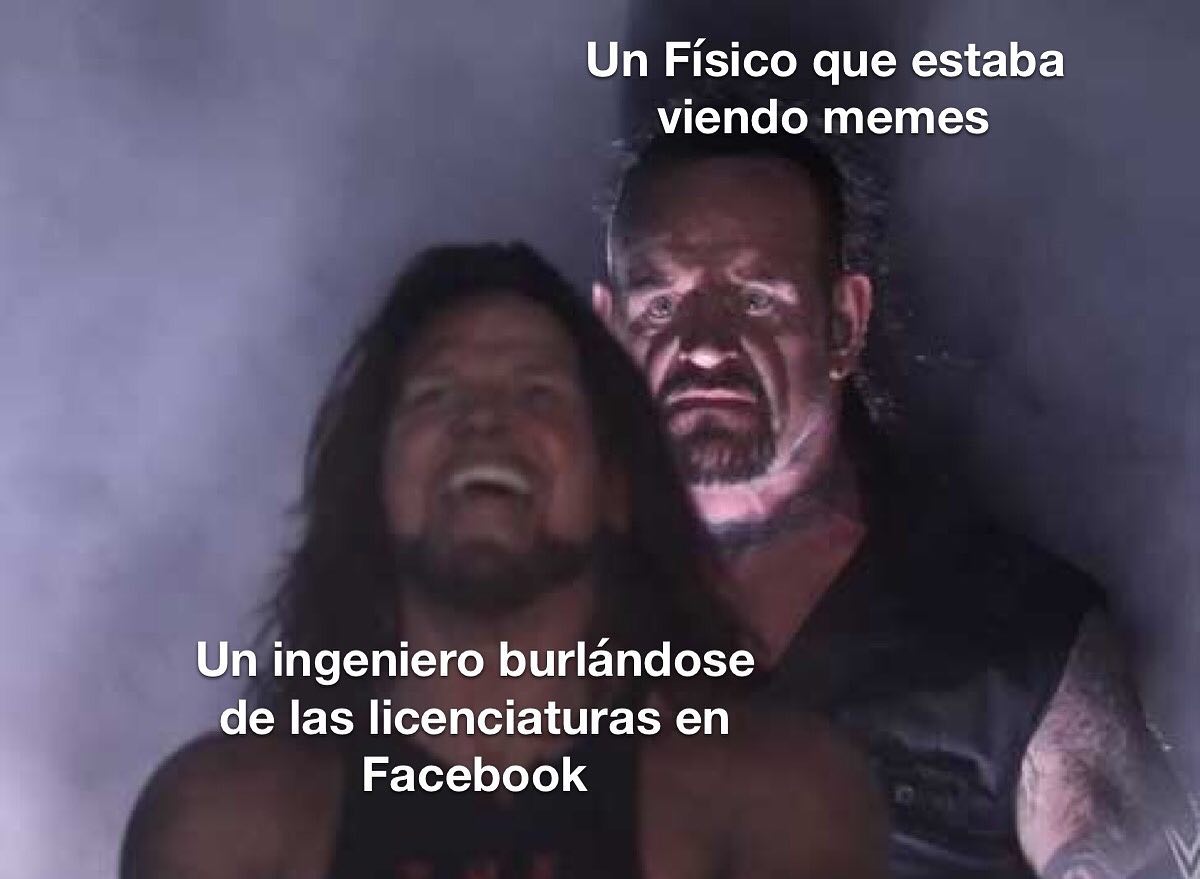 Un Físico que estaba
viendo memes
Un ingeniero burlándose
de las licenciaturas en
Facebook